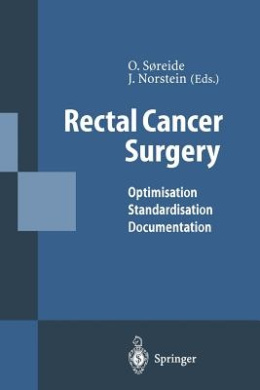 O. Søreide
J. Norstein (Eds.)
Rectal Cancer
Surgery
Optimisation
Standardisation
Documentation
Springer